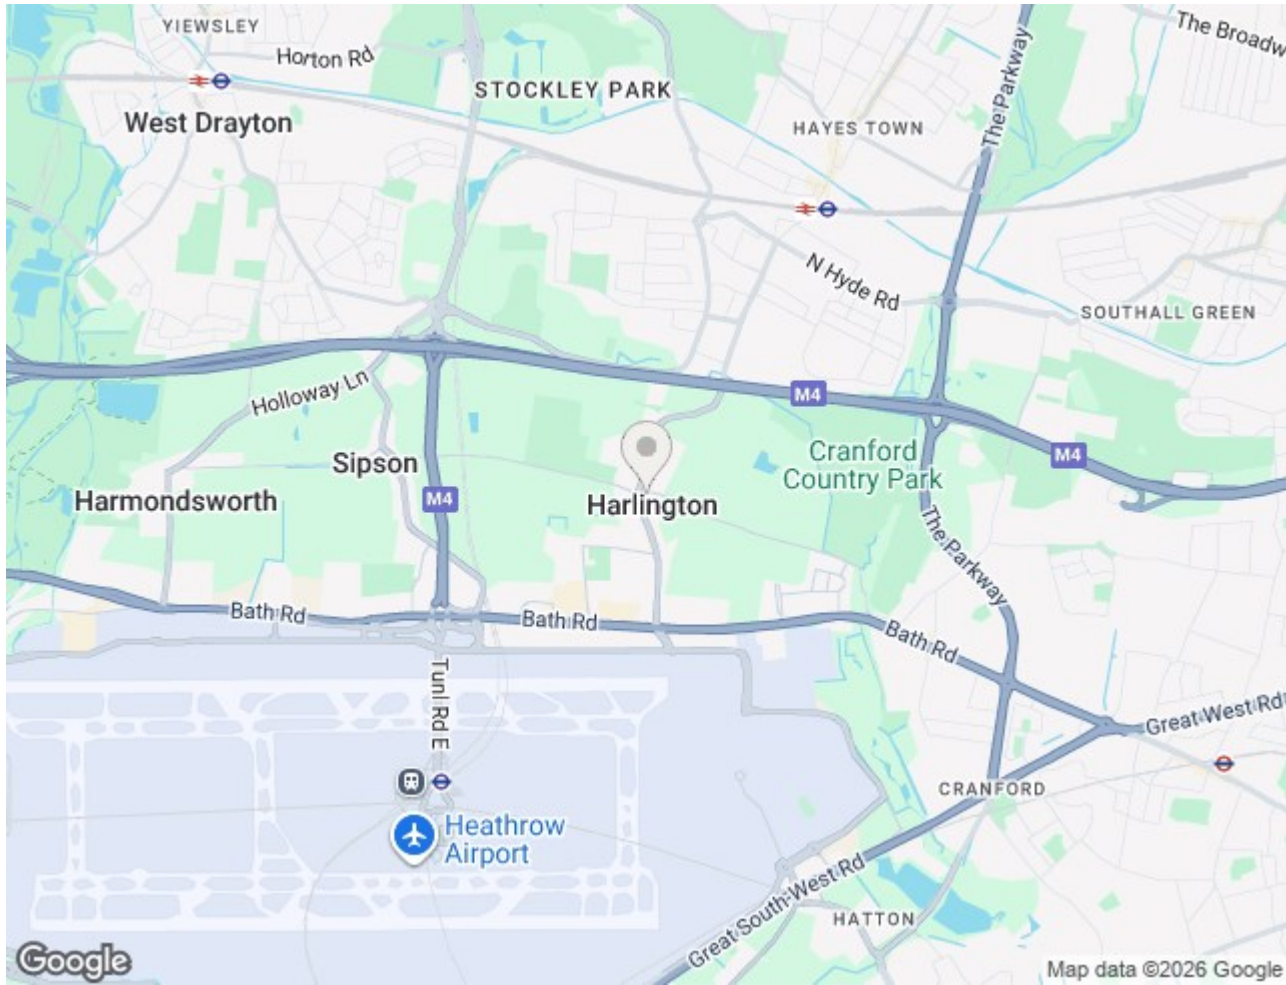 YIEWSLEY
Horton Rd
The Broadw
STOCKLEY PARK
The Parkway
West Drayton
HAYES TOWN
N Hyde Rd
SOUTHALL GREEN
Holloway Ln
M4
Cranford
Country Park
M4
Sipson
M4
Harmondsworth
Harlington
The Parkway
Bath Rd
Bath Rd
Bath Rd
Tunl Rd E
Great West Rd
CRANFORD
Heathrow
Airport
Great South-West Rd
HATTON
Google
Map data ©2026 Google